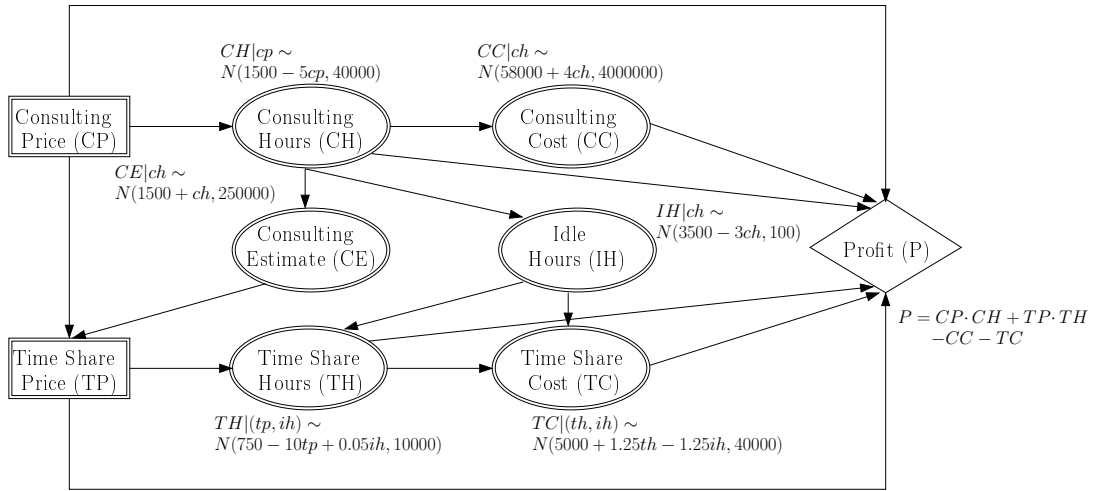 CH|cp ∼
N(1500 − 5cp, 40000)
CC|ch ∼
N(58000 + 4ch, 4000000)
Consulting
Price (CP)
Consulting
Hours (CH)
Consulting
Cost (CC)
CE|ch ∼
N(1500 + ch, 250000)
IH|ch ∼
N(3500 − 3ch, 100)
Consulting
Estimate (CE)
Idle
Hours (IH)
Profit (P)
P = CP·CH + TP·TH
−CC − TC
Time Share
Price (TP)
Time Share
Hours (TH)
Time Share
Cost (TC)
TH|(tp, ih) ∼
N(750 − 10tp + 0.05ih, 10000)
TC|(th, ih) ∼
N(5000 + 1.25th − 1.25ih, 40000)